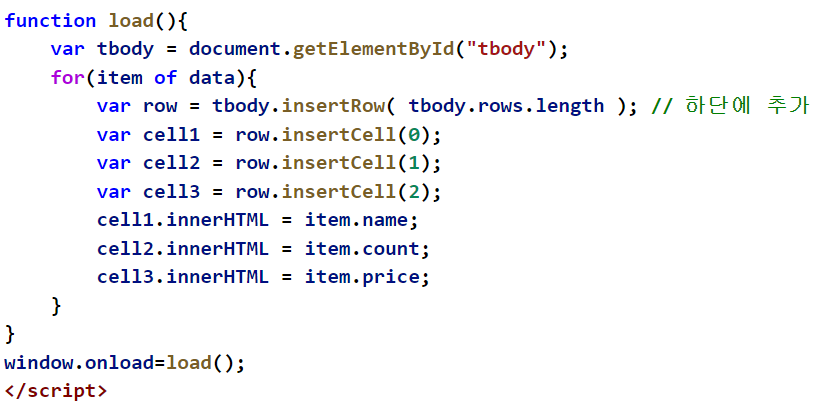 function load(){
    var tbody = document.getElementById("tbody");
    for(item of data){
        var row = tbody.insertRow( tbody.rows.length ); // 하단에 추가
        var cell1 = row.insertCell(0);
        var cell2 = row.insertCell(1);
        var cell3 = row.insertCell(2);
        cell1.innerHTML = item.name;
        cell2.innerHTML = item.count;
        cell3.innerHTML = item.price;
    }
}
window.onload=load();
</script>